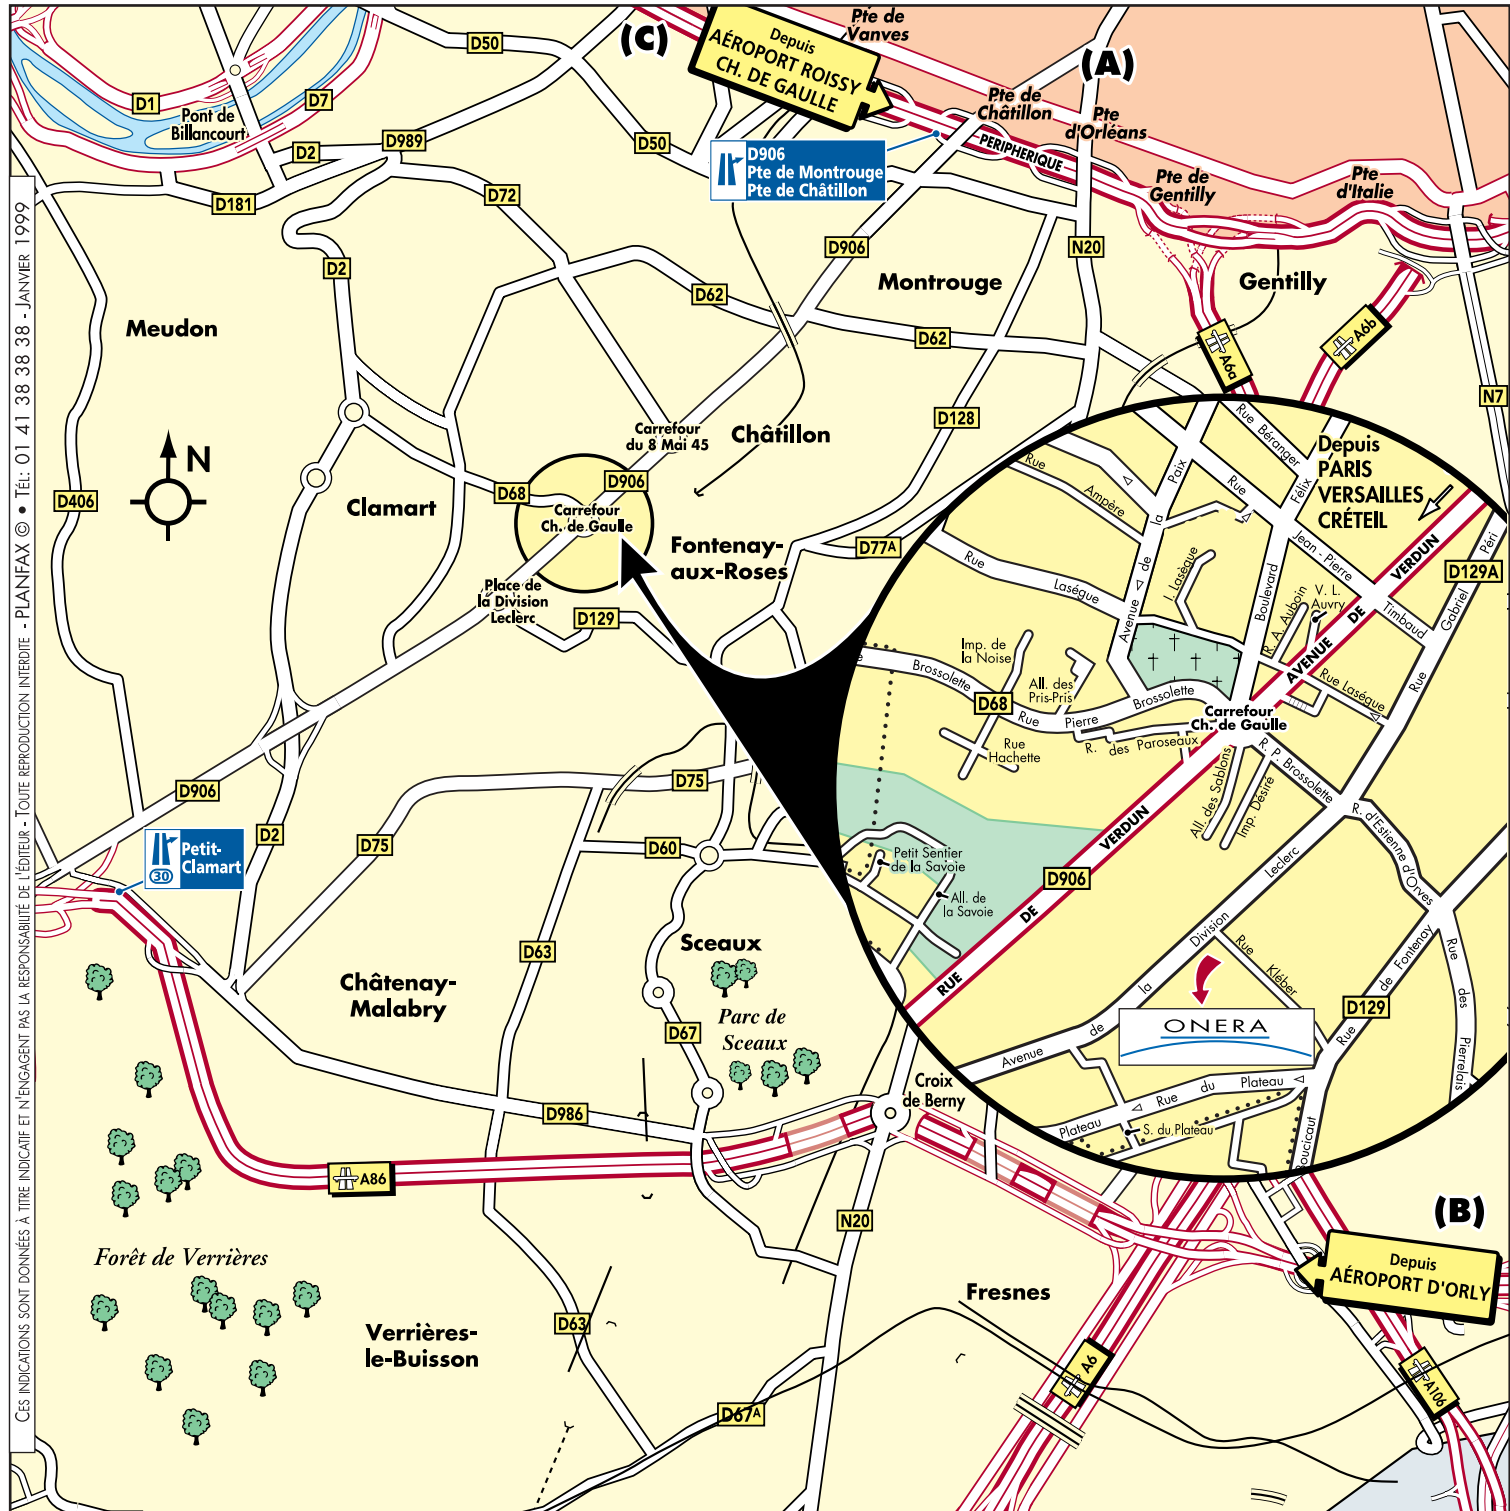 (C)
Depuis
AÉROPORT ROISSY
CH. DE GAULLE
Pte de
Vanves
(A)
D50
D1
D7
Pont de
Billancourt
D2
D989
D50
D906
Pte de Montrouge
Pte de Châtillon
Pte de
Châtillon
Pte
d'Orléans
PERIPHERIQUE
Pte de
Gentilly
Pte
d'Italie
D181
D72
D906
N20
D2
D62
Montrouge
Gentilly
Meudon
D62
A6a
A6b
N7
Carrefour
du 8 Mai 45
Châtillon
D128
N
D406
Clamart
D68
D906
Carrefour
Ch. de Gaulle
Fontenay-
aux-Roses
D77A
Place de
la Division
Leclerc
D129
D906
D2
D75
D75
D60
30
Petit-
Clamart
D63
Sceaux
Châtenay-
Malabry
D67
Parc de
Sceaux
Croix
de Berny
D986
A86
N20
Forêt de Verrières
D63
Verrières-
le-Buisson
D67A
Fresnes
A6
A106
(B)
Depuis
AÉROPORT D'ORLY
Depuis
PARIS
VERSAILLES
CRÉTEIL
Rue Béranger
Rue
Ampère
Avenue de la Paix
Rue
Jean-Pierre
Timbaud
Boulevard
Félix
Rue
Laségue
J. Lasègue
R. A. Auboin
V. L.
Auvry
AVENUE DE VERDUN
D129A
Rue Gabriel Péri
Rue Laségue
Imp. de
la Noise
Brossolette
All. des
Pris-Pris
D68
Rue Pierre Brossolette
Carrefour
Ch. de Gaulle
R. des Paroseaux
Rue
Hachette
All. des Sablons
Imp. Désiré
R. P. Brossolette
R. d'Estienne d'Orves
Petit Sentier
de la Savoie
All. de
la Savoie
D906
RUE DE VERDUN
Avenue de la Division Leclerc
Rue Kléber
ONERA
D129
Rue de Fontenay
Rue des Pierrelais
Plateau
Rue du Plateau
S. du Plateau
Boucicaut
CES INDICATIONS SONT DONNÉES À TITRE INDICATIF ET N'ENGAGENT PAS LA RESPONSABILITÉ DE L'ÉDITEUR - TOUTE REPRODUCTION INTERDITE - PLANFAX © • TÉL: 01 41 38 38 38 - JANVIER 1999